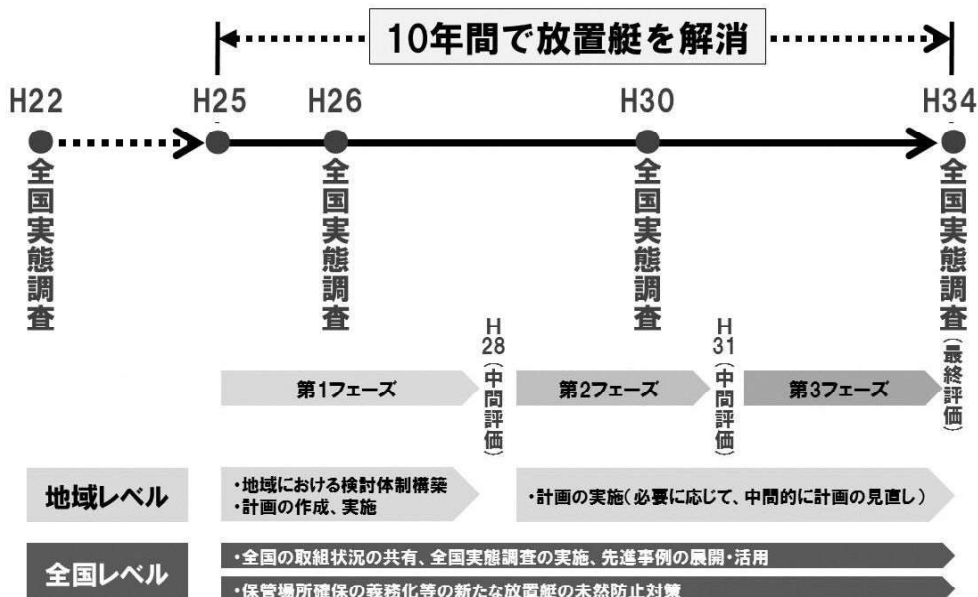 10年間で放置艇を解消
H22
H25
H26
H30
H34
全国実態調査
全国実態調査
全国実態調査
全国実態調査(最終評価)
H28(中間評価)
H31(中間評価)
第1フェーズ
第2フェーズ
第3フェーズ
地域レベル
・地域における検討体制構築
・計画の作成、実施
・計画の実施(必要に応じて、中間的に計画の見直し)
全国レベル
・全国の取組状況の共有、全国実態調査の実施、先進事例の展開・活用
・保管場所確保の義務化等の新たな放置艇の未然防止対策